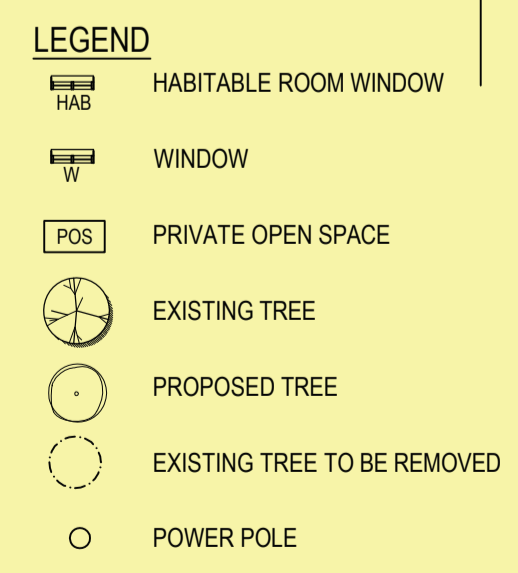 LEGEND
HAB HABITABLE ROOM WINDOW
W WINDOW
POS PRIVATE OPEN SPACE
EXISTING TREE
PROPOSED TREE
EXISTING TREE TO BE REMOVED
POWER POLE